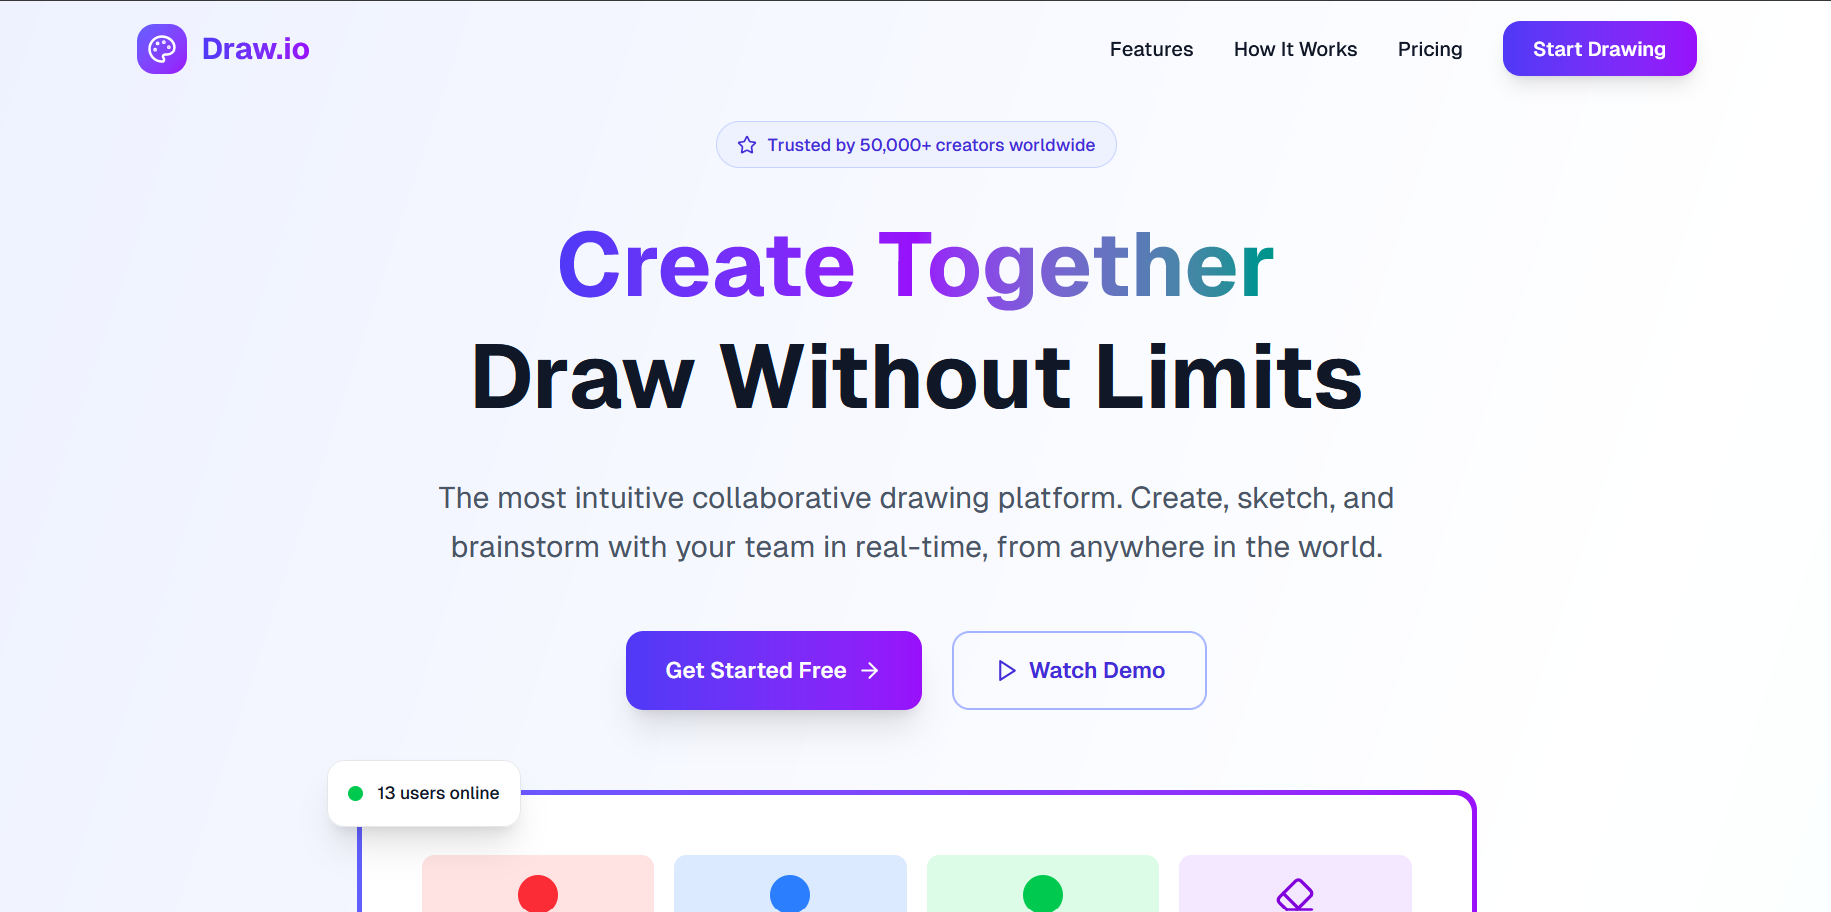 Draw.io
Features
How It Works
Pricing
Start Drawing
Trusted by 50,000+ creators worldwide
Create Together
Draw Without Limits
The most intuitive collaborative drawing platform. Create, sketch, and
brainstorm with your team in real-time, from anywhere in the world.
Get Started Free
Watch Demo
13 users online